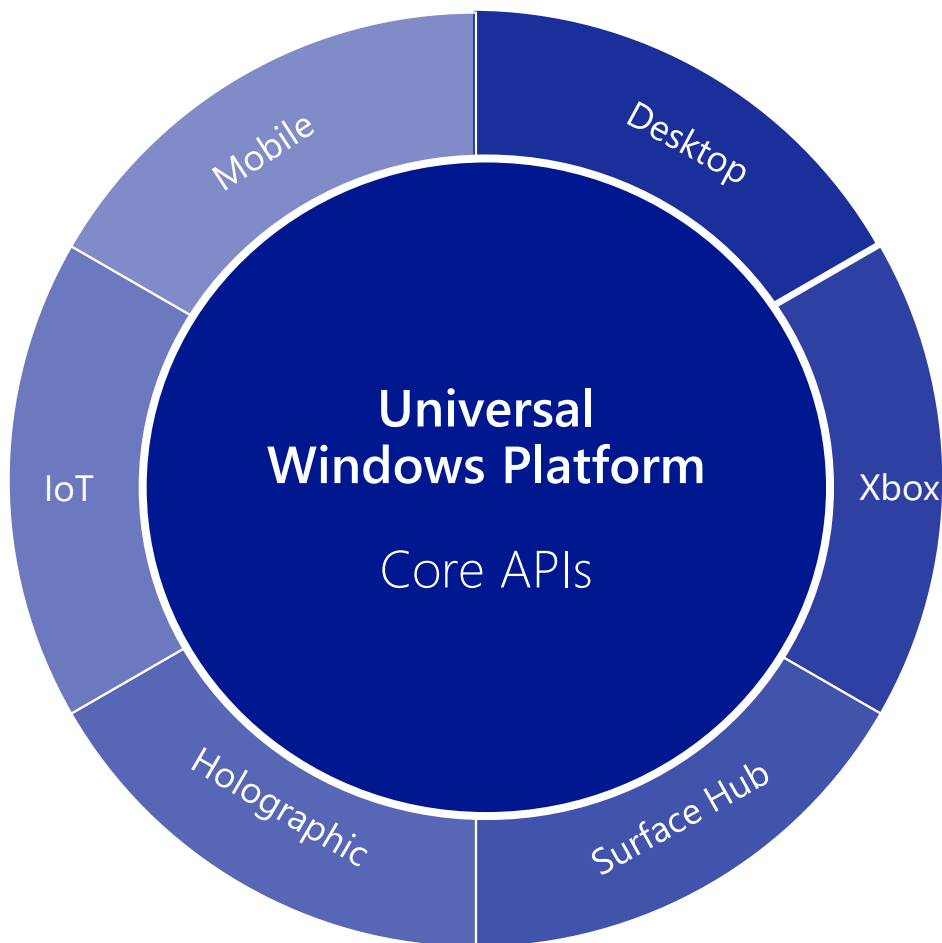 Mobile
Desktop
Universal
Windows Platform
Core APIs
IoT
Xbox
Holographic
Surface Hub